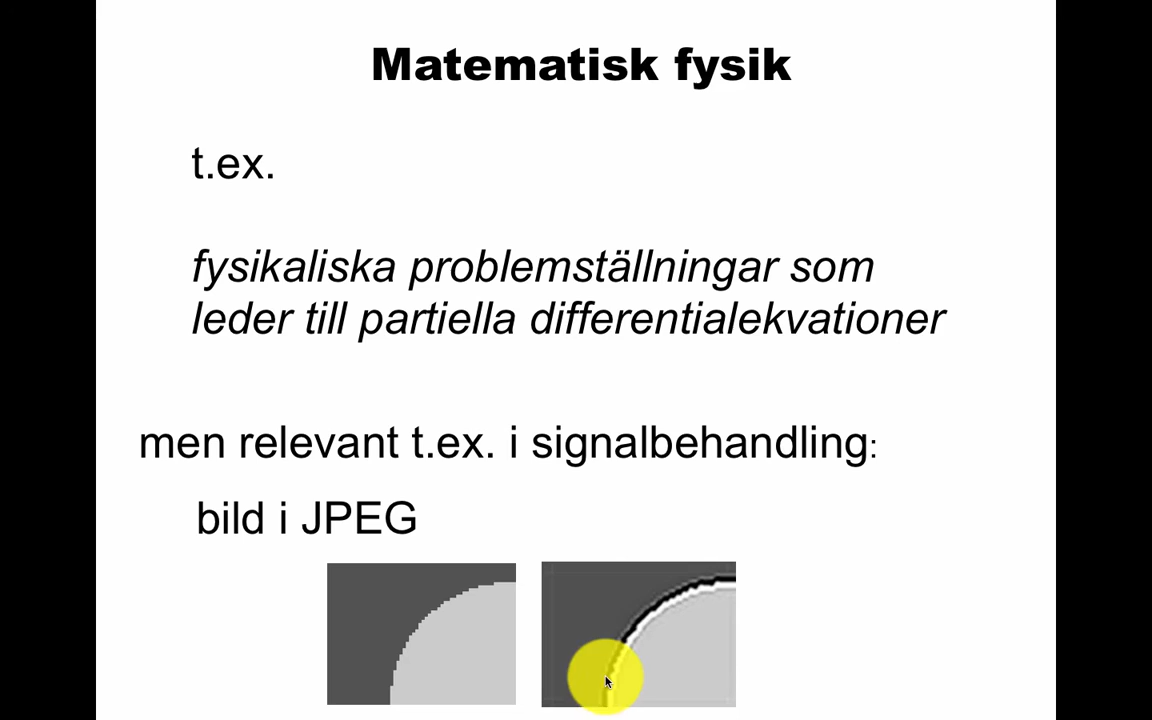 Matematisk fysik
t.ex.
fysikaliska problemställningar som
leder till partiella differentialekvationer
men relevant t.ex. i signalbehandling:
bild i JPEG